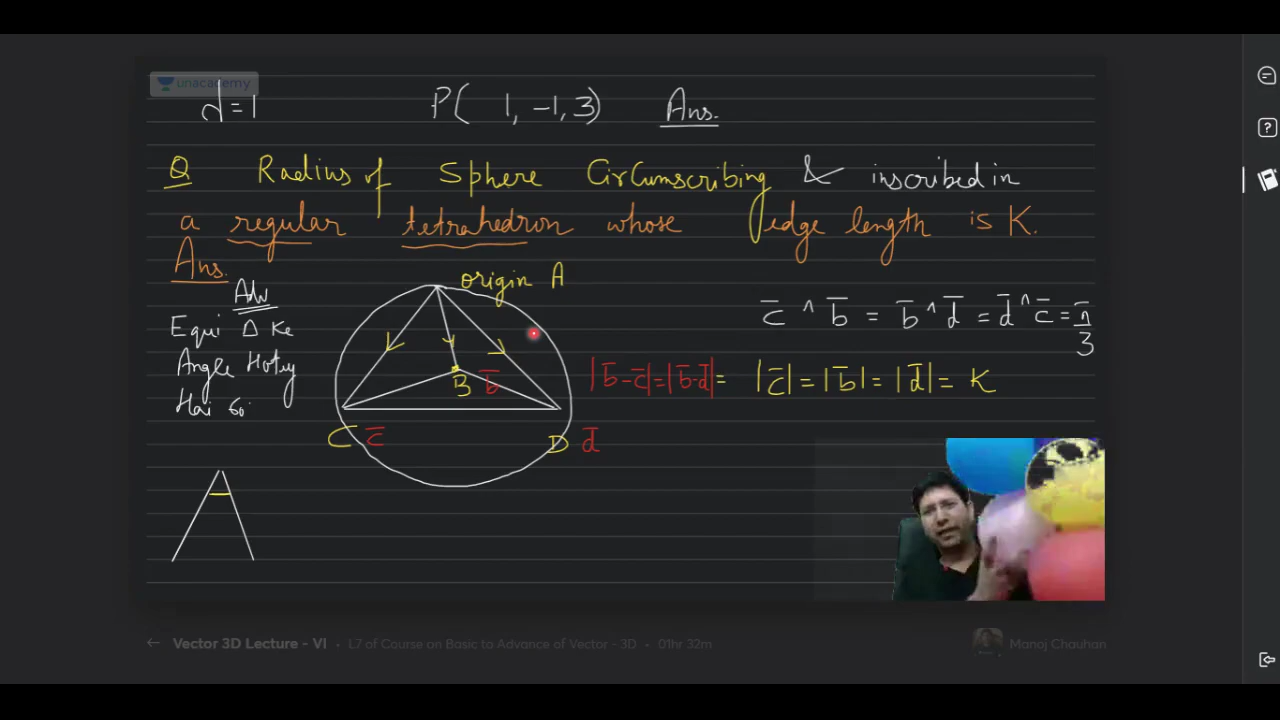 unacademy
d = 1 P( 1, -1, 3) Ans.
Q Radius of Sphere Circumscribing & inscribed in
a regular tetrahedron whose edge length is K.
Ans.
Adv
Equi Δ Ke
Angle Hotey
Hai 60°
origin A
B b̄
C c̄
D d̄
c̄ ^ b̄ = b̄ ^ d̄ = d̄ ^ c̄ = π/3
|b̄ - c̄| = |b̄ - d̄| = |c̄| = |b̄| = |d̄| = K
← Vector 3D Lecture - VI • L7 of Course on Basic to Advance of Vector - 3D • 01hr 32m Manoj Chauhan